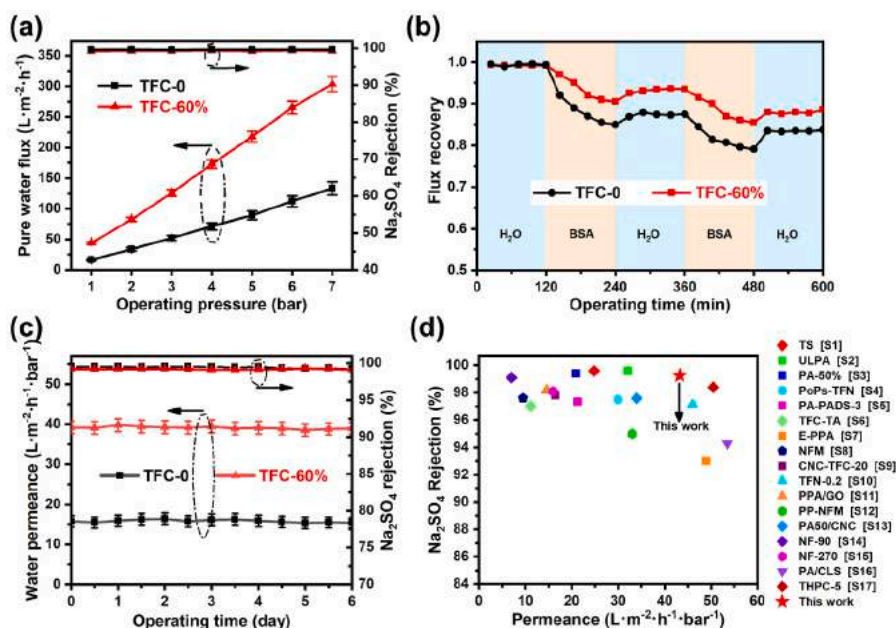 (a)
Pure water flux (L·m⁻²·h⁻¹)
350
300
250
200
150
100
50
0
TFC-0
TFC-60%
100
90
80
70
60
50
40
Na₂SO₄ Rejection (%)
1 2 3 4 5 6 7
Operating pressure (bar)
(b)
Flux recovery
1.0
0.9
0.8
0.7
0.6
0.5
TFC-0 TFC-60%
H₂O BSA H₂O BSA H₂O
0 120 240 360 480 600
Operating time (min)
(c)
Water permeance (L·m⁻²·h⁻¹·bar⁻¹)
50
40
30
20
10
0
TFC-0 TFC-60%
100
95
90
85
80
75
70
Na₂SO₄ rejection (%)
0 1 2 3 4 5 6
Operating time (day)
(d)
Na₂SO₄ Rejection (%)
100
98
96
94
92
90
88
86
84
This work
0 10 20 30 40 50 60
Permeance (L·m⁻²·h⁻¹·bar⁻¹)
TS [S1]
ULPA [S2]
PA-50% [S3]
PoPs-TFN [S4]
PA-PADS-3 [S5]
TFC-TA [S6]
E-PPA [S7]
NFM [S8]
CNC-TFC-20 [S9]
TFN-0.2 [S10]
PPA/GO [S11]
PP-NFM [S12]
PA50/CNC [S13]
NF-90 [S14]
NF-270 [S15]
PA/CLS [S16]
THPC-5 [S17]
This work